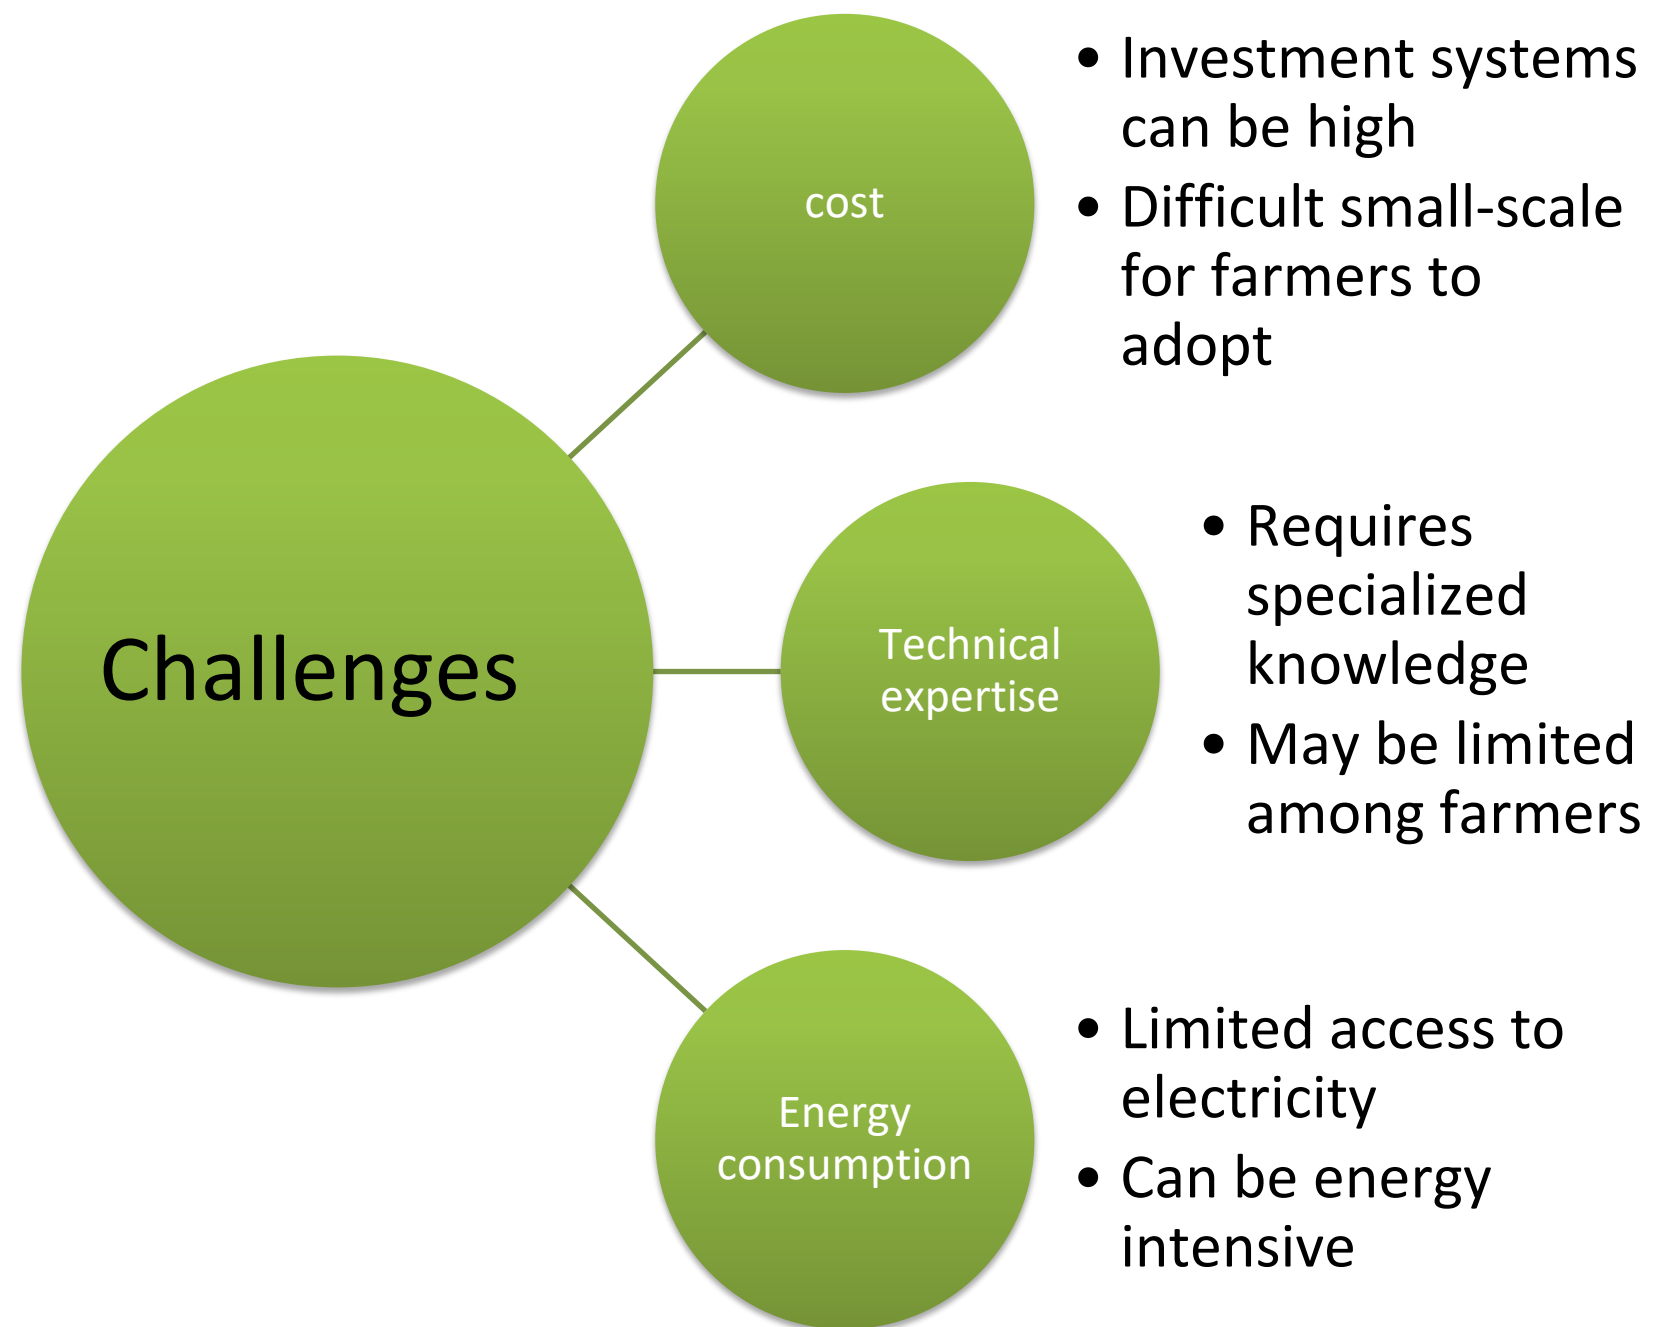 Challenges
cost
• Investment systems
can be high
• Difficult small-scale
for farmers to
adopt
Technical
expertise
• Requires
specialized
knowledge
• May be limited
among farmers
Energy
consumption
• Limited access to
electricity
• Can be energy
intensive